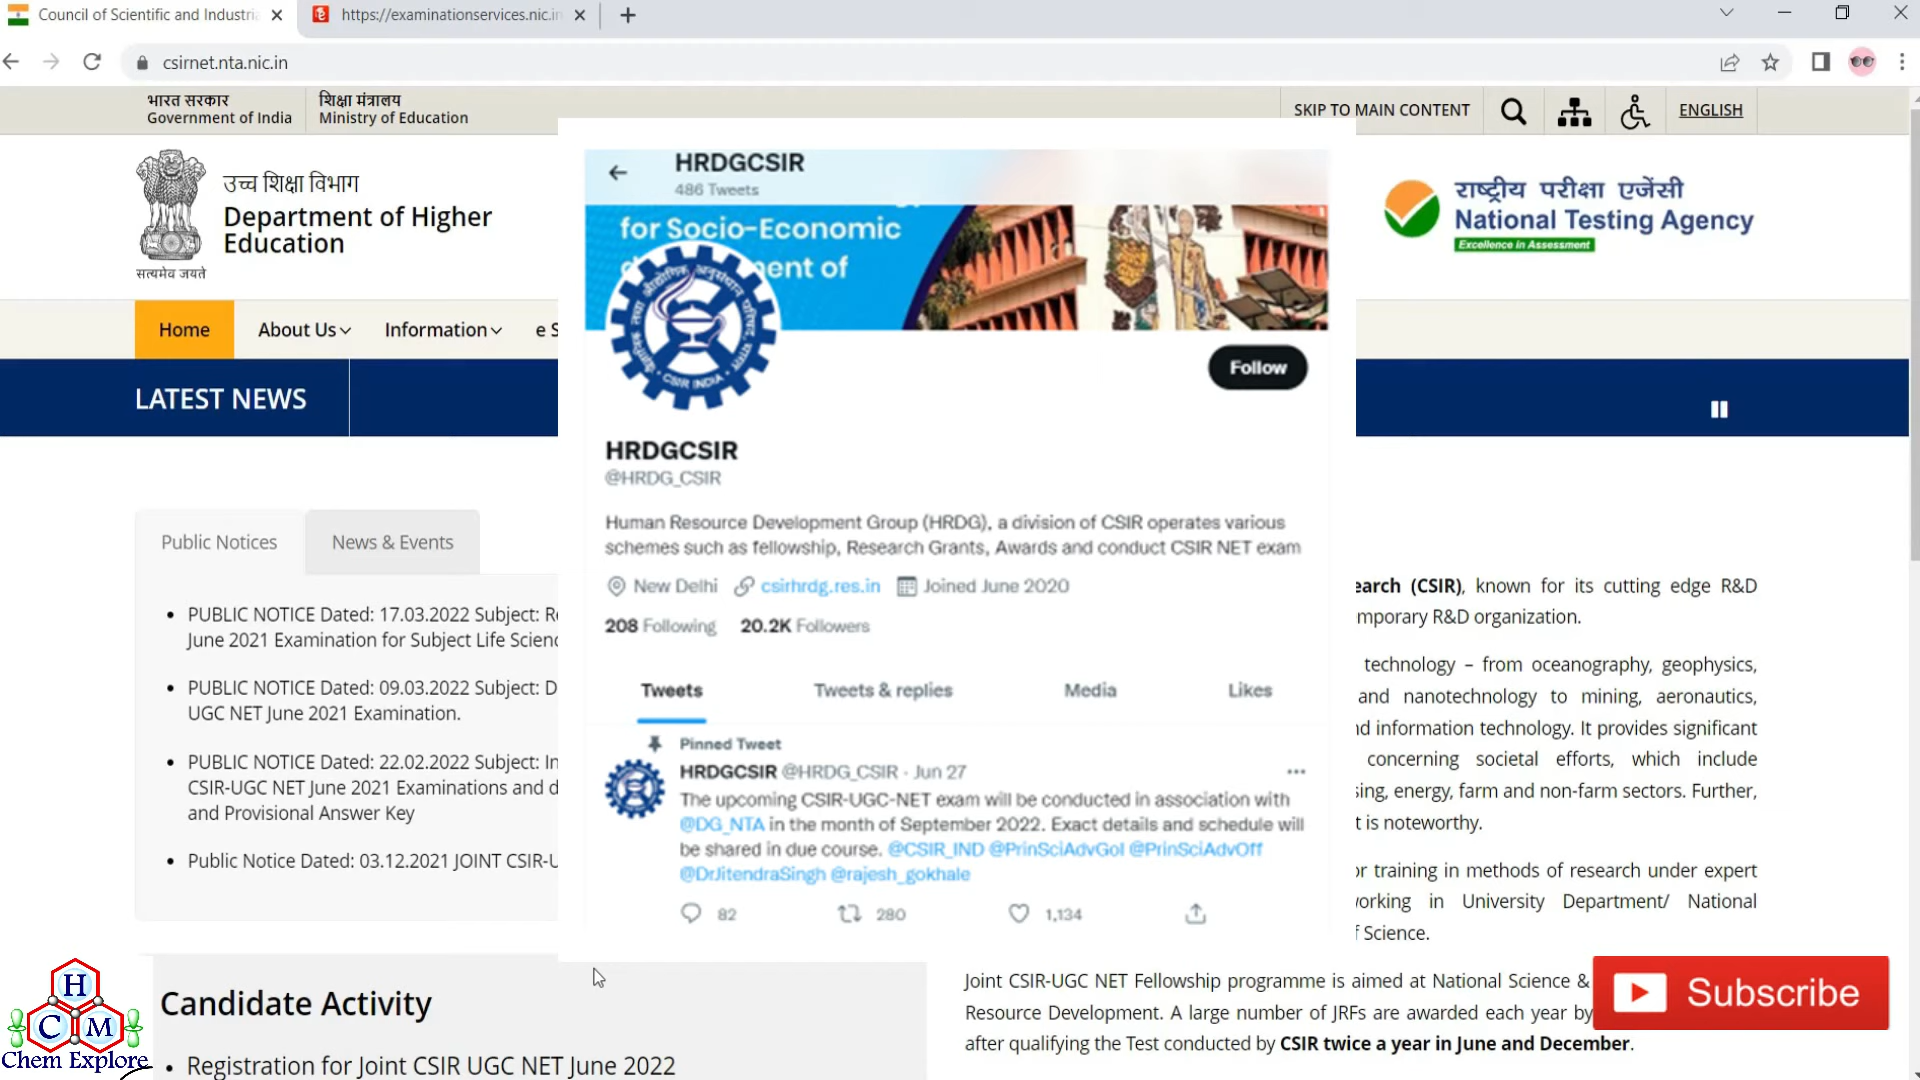 Council of Scientific and Industria
https://examinationservices.nic.in
csirnet.nta.nic.in
भारत सरकार
Government of India
शिक्षा मंत्रालय
Ministry of Education
SKIP TO MAIN CONTENT
ENGLISH
सत्यमेव जयते
उच्च शिक्षा विभाग
Department of Higher
Education
राष्ट्रीय परीक्षा एजेंसी
National Testing Agency
Excellence in Assessment
Home
About Us
Information
e S
LATEST NEWS
Public Notices
News & Events
PUBLIC NOTICE Dated: 17.03.2022 Subject: Re
June 2021 Examination for Subject Life Scienc
PUBLIC NOTICE Dated: 09.03.2022 Subject: D
UGC NET June 2021 Examination.
PUBLIC NOTICE Dated: 22.02.2022 Subject: In
CSIR-UGC NET June 2021 Examinations and d
and Provisional Answer Key
Public Notice Dated: 03.12.2021 JOINT CSIR-U
HRDGCSIR
486 Tweets
for Socio-Economic
ent of
CSIR INDIA
Follow
HRDGCSIR
@HRDG_CSIR
Human Resource Development Group (HRDG), a division of CSIR operates various
schemes such as fellowship, Research Grants, Awards and conduct CSIR NET exam
New Delhi csirhrdg.res.in Joined June 2020
208 Following 20.2K Followers
Tweets
Tweets & replies
Media
Likes
Pinned Tweet
HRDGCSIR @HRDG_CSIR · Jun 27
The upcoming CSIR-UGC-NET exam will be conducted in association with
@DG_NTA in the month of September 2022. Exact details and schedule will
be shared in due course. @CSIR_IND @PrinSciAdvGoI @PrinSciAdvOff
@DrJitendraSingh @rajesh_gokhale
82
280
1,134
earch (CSIR), known for its cutting edge R&D
mporary R&D organization.
technology – from oceanography, geophysics,
and nanotechnology to mining, aeronautics,
nd information technology. It provides significant
concerning societal efforts, which include
sing, energy, farm and non-farm sectors. Further,
t is noteworthy.
or training in methods of research under expert
working in University Department/ National
f Science.
Joint CSIR-UGC NET Fellowship programme is aimed at National Science &
Resource Development. A large number of JRFs are awarded each year by
after qualifying the Test conducted by CSIR twice a year in June and December.
Candidate Activity
Registration for Joint CSIR UGC NET June 2022
H
C
M
Chem Explore
Subscribe